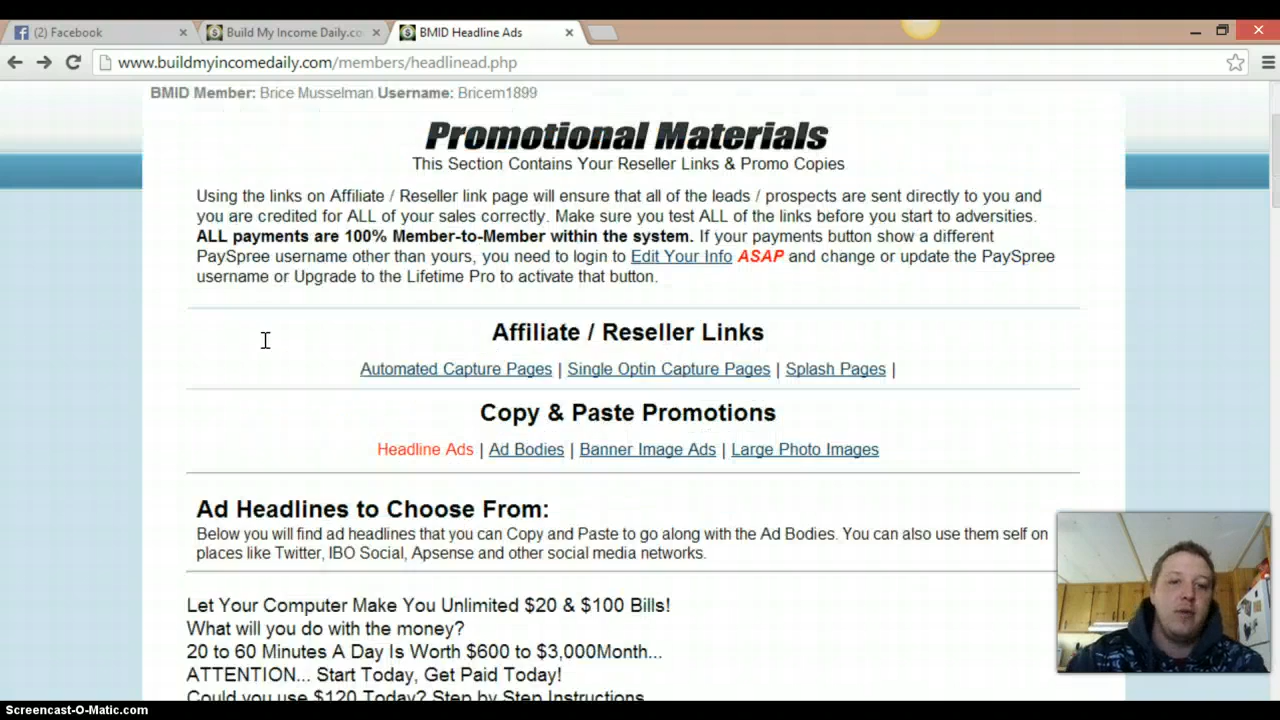 (2) Facebook
Build My Income Daily.co
BMID Headline Ads
www.buildmyincomedaily.com/members/headlinead.php
BMID Member: Brice Musselman Username: Bricem1899
Promotional Materials
This Section Contains Your Reseller Links & Promo Copies
Using the links on Affiliate / Reseller link page will ensure that all of the leads / prospects are sent directly to you and
you are credited for ALL of your sales correctly. Make sure you test ALL of the links before you start to adversities.
ALL payments are 100% Member-to-Member within the system. If your payments button show a different
PaySpree username other than yours, you need to login to Edit Your Info ASAP and change or update the PaySpree
username or Upgrade to the Lifetime Pro to activate that button.
Affiliate / Reseller Links
Automated Capture Pages | Single Optin Capture Pages | Splash Pages |
Copy & Paste Promotions
Headline Ads | Ad Bodies | Banner Image Ads | Large Photo Images
Ad Headlines to Choose From:
Below you will find ad headlines that you can Copy and Paste to go along with the Ad Bodies. You can also use them self on
places like Twitter, IBO Social, Apsense and other social media networks.
Let Your Computer Make You Unlimited $20 & $100 Bills!
What will you do with the money?
20 to 60 Minutes A Day Is Worth $600 to $3,000Month...
ATTENTION... Start Today, Get Paid Today!
Could you use $120 Today? Step by Step Instructions
Screencast-O-Matic.com